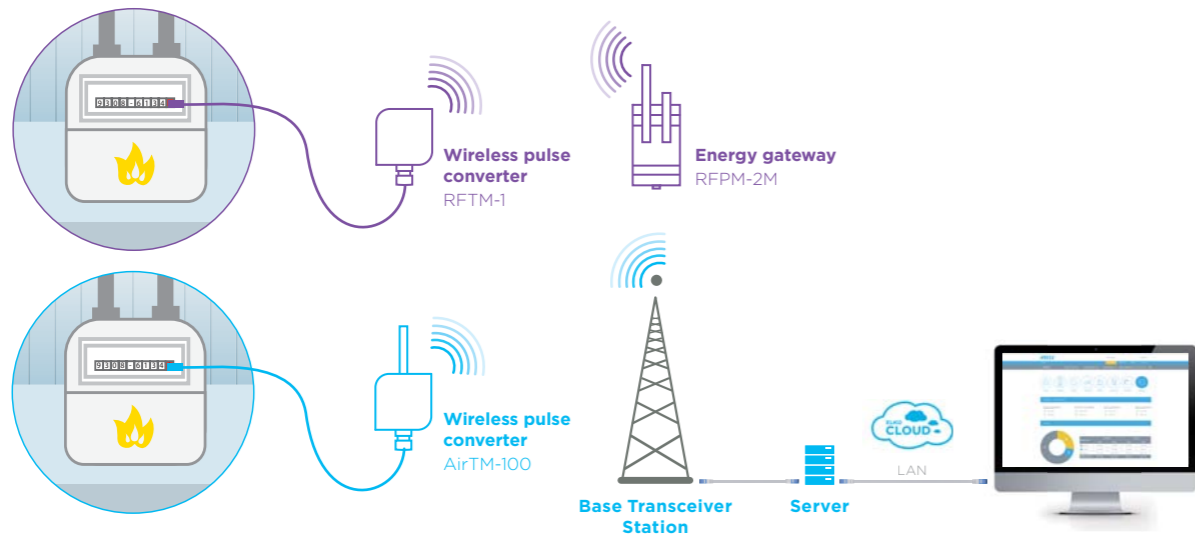 9308-6134
Wireless pulse
converter
RFTM-1
Energy gateway
RFPM-2M
9308-6134
Wireless pulse
converter
AirTM-100
Base Transceiver
Station
Server
ELKO
CLOUD
LAN